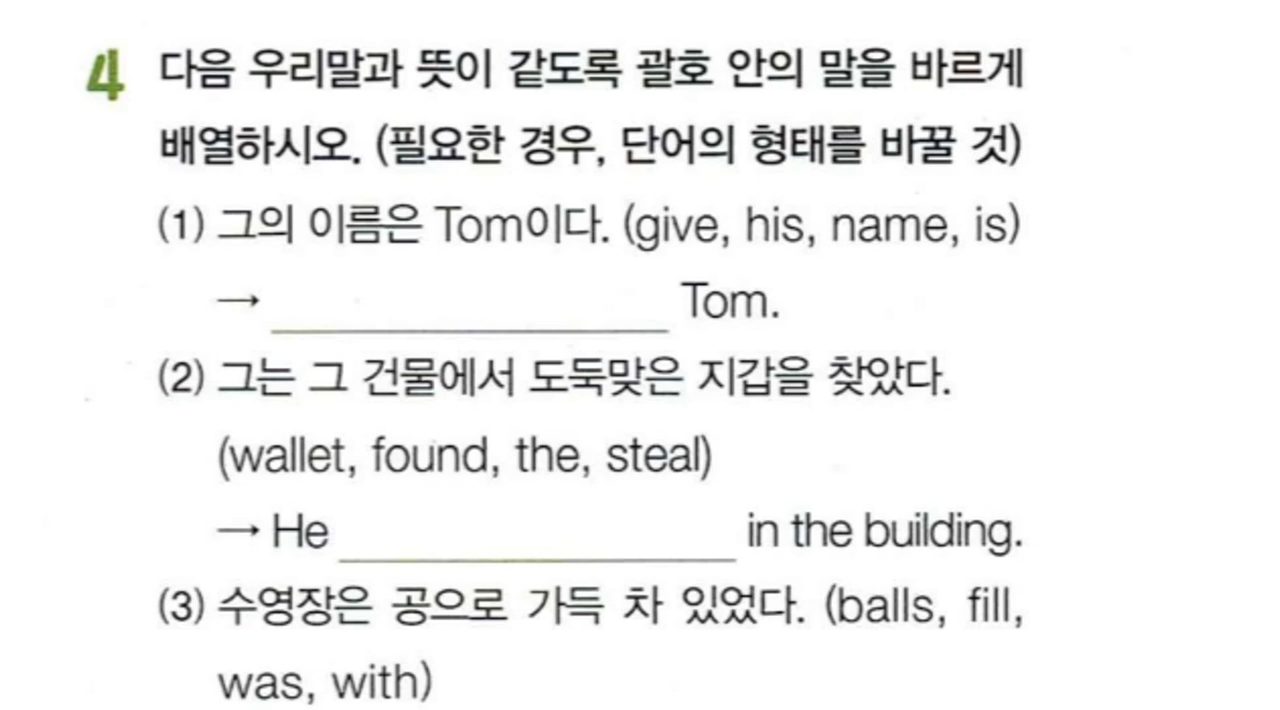 4 다음 우리말과 뜻이 같도록 괄호 안의 말을 바르게
배열하시오. (필요한 경우, 단어의 형태를 바꿀 것)
(1) 그의 이름은 Tom이다. (give, his, name, is)
→ ____________ Tom.
(2) 그는 그 건물에서 도둑맞은 지갑을 찾았다.
(wallet, found, the, steal)
→ He ____________ in the building.
(3) 수영장은 공으로 가득 차 있었다. (balls, fill,
was, with)